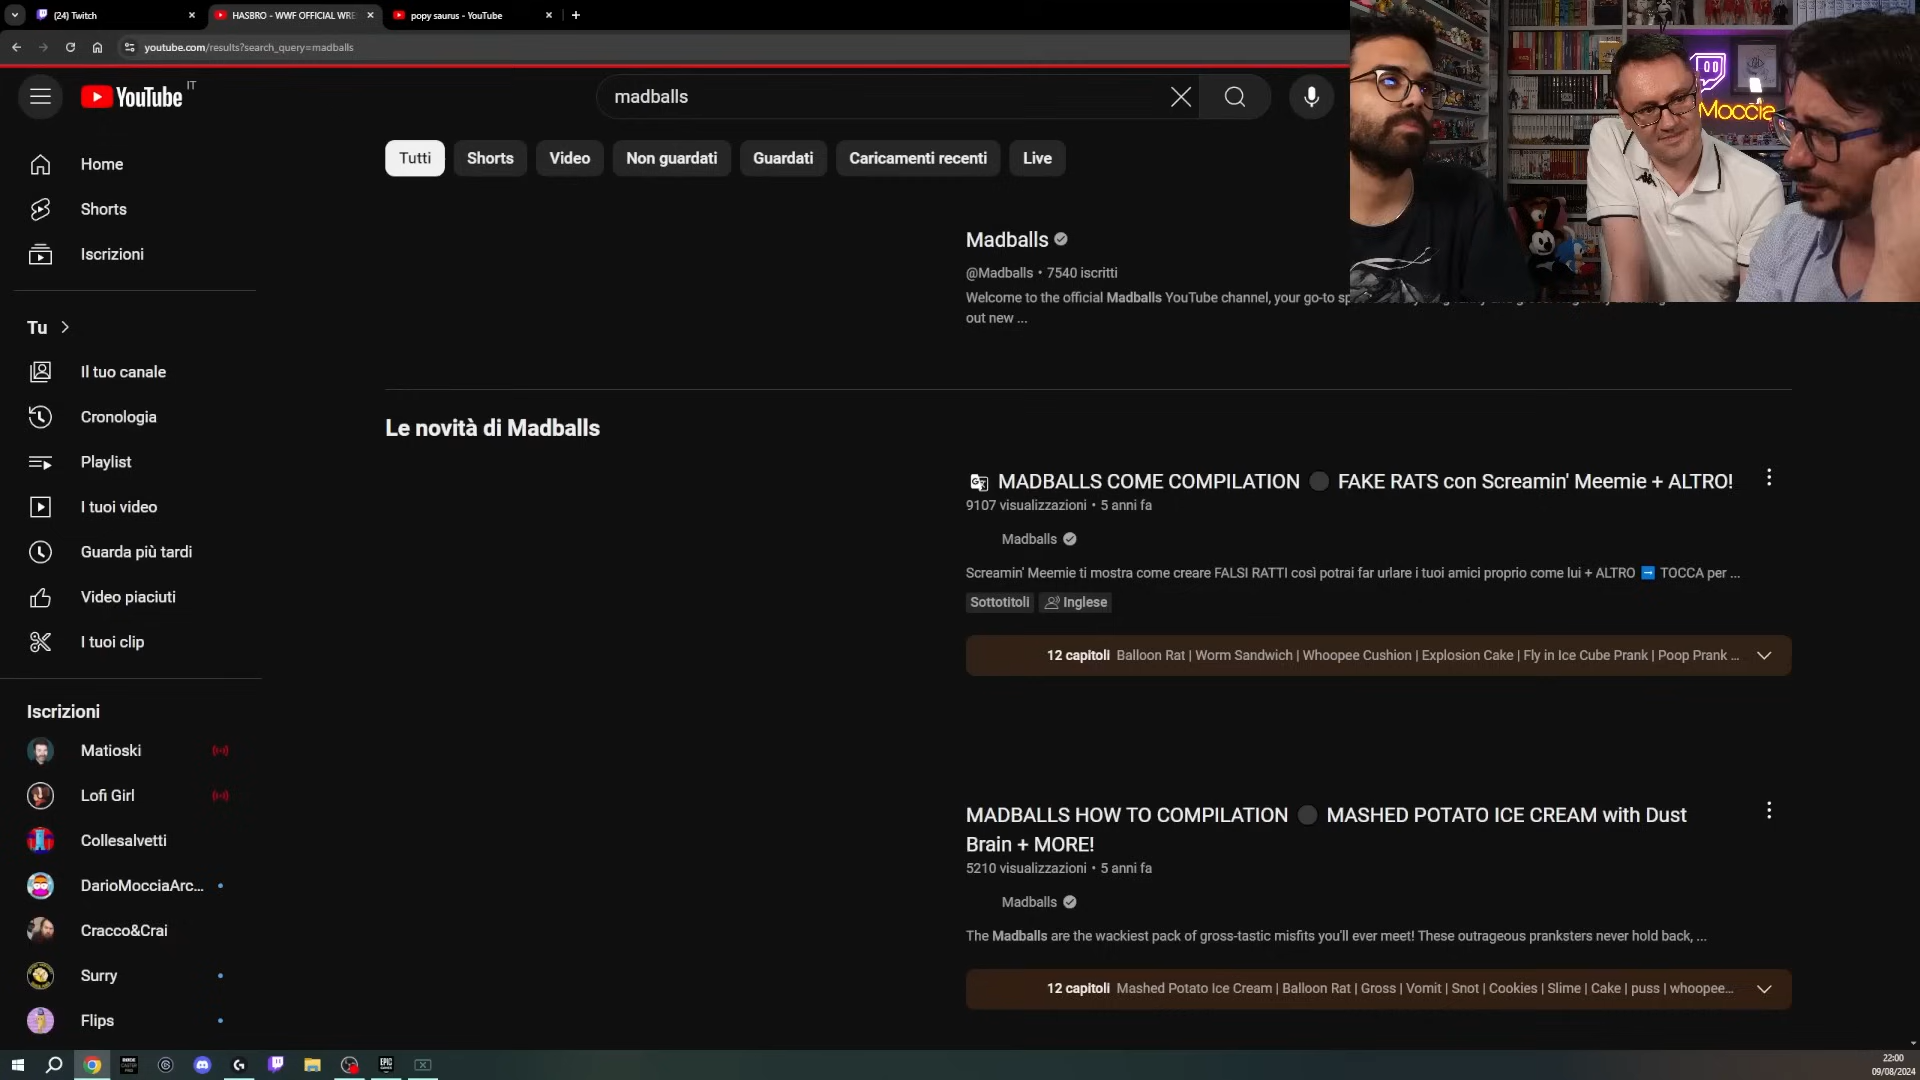 (24) Twitch
HASBRO - WWF OFFICIAL WRE
popy saurus - YouTube
youtube.com/results?search_query=madballs
YouTube IT
madballs
Moccia
Tutti
Shorts
Video
Non guardati
Guardati
Caricamenti recenti
Live
Home
Shorts
Iscrizioni
Tu
Il tuo canale
Cronologia
Playlist
I tuoi video
Guarda più tardi
Video piaciuti
I tuoi clip
Iscrizioni
Matioski
Lofi Girl
Collesalvetti
DarioMocciaArc...
Cracco&Crai
Surry
Flips
Madballs
@Madballs • 7540 iscritti
Welcome to the official Madballs YouTube channel, your go-to
out new ...
Le novità di Madballs
MADBALLS COME COMPILATION ⚫ FAKE RATS con Screamin' Meemie + ALTRO!
9107 visualizzazioni • 5 anni fa
Madballs
Screamin' Meemie ti mostra come creare FALSI RATTI così potrai far urlare i tuoi amici proprio come lui + ALTRO ➡️ TOCCA per ...
Sottotitoli
Inglese
12 capitoli Balloon Rat | Worm Sandwich | Whoopee Cushion | Explosion Cake | Fly in Ice Cube Prank | Poop Prank ...
MADBALLS HOW TO COMPILATION ⚫ MASHED POTATO ICE CREAM with Dust
Brain + MORE!
5210 visualizzazioni • 5 anni fa
Madballs
The Madballs are the wackiest pack of gross-tastic misfits you'll ever meet! These outrageous pranksters never hold back, ...
12 capitoli Mashed Potato Ice Cream | Balloon Rat | Gross | Vomit | Snot | Cookies | Slime | Cake | puss | whoopee...
22:00
09/08/2024